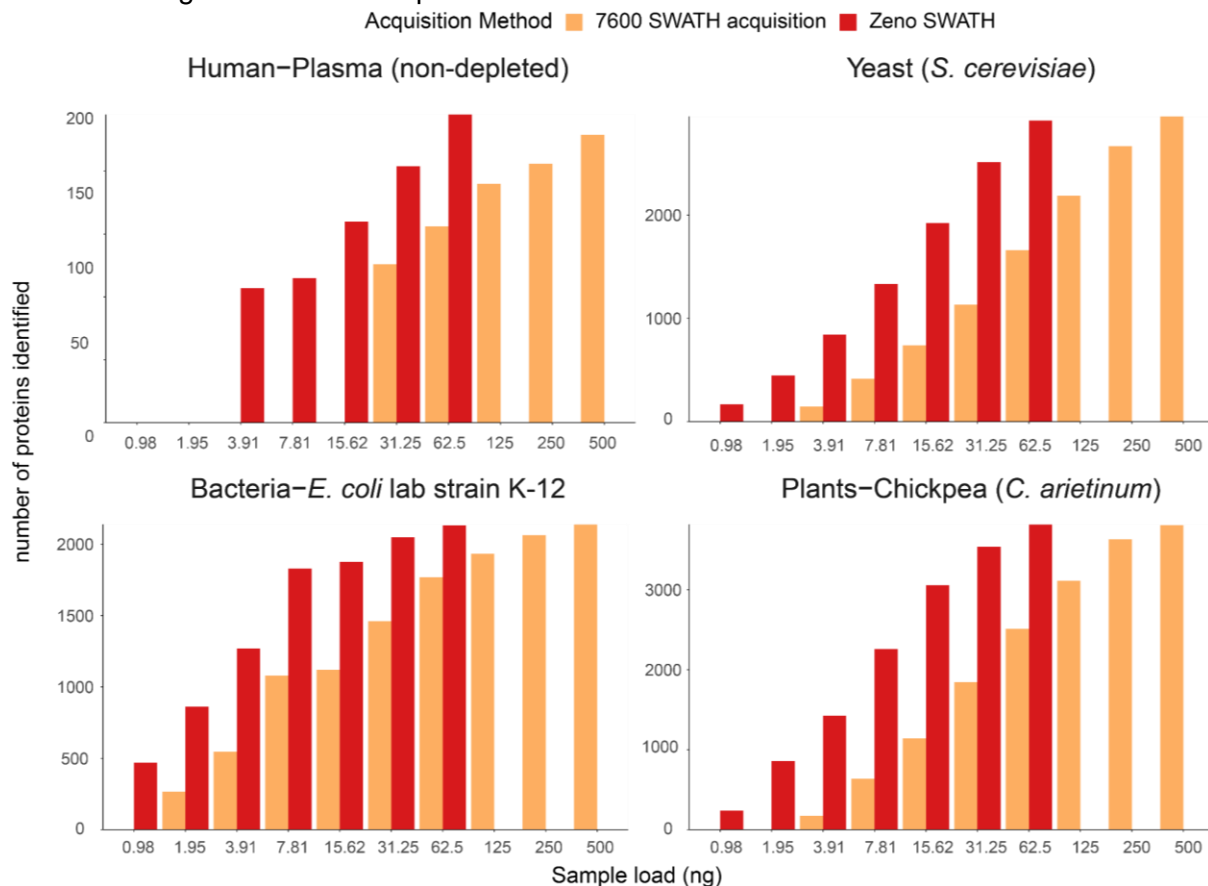 Acquisition Method 7600 SWATH acquisition Zeno SWATH
Human−Plasma (non-depleted)
200
150
100
50
0
0.98 1.95 3.91 7.81 15.62 31.25 62.5 125 250 500
Yeast (S. cerevisiae)
2000
1000
0
0.98 1.95 3.91 7.81 15.62 31.25 62.5 125 250 500
number of proteins identified
Bacteria−E. coli lab strain K-12
2000
1500
1000
500
0
0.98 1.95 3.91 7.81 15.62 31.25 62.5 125 250 500
Plants−Chickpea (C. arietinum)
3000
2000
1000
0
0.98 1.95 3.91 7.81 15.62 31.25 62.5 125 250 500
Sample load (ng)